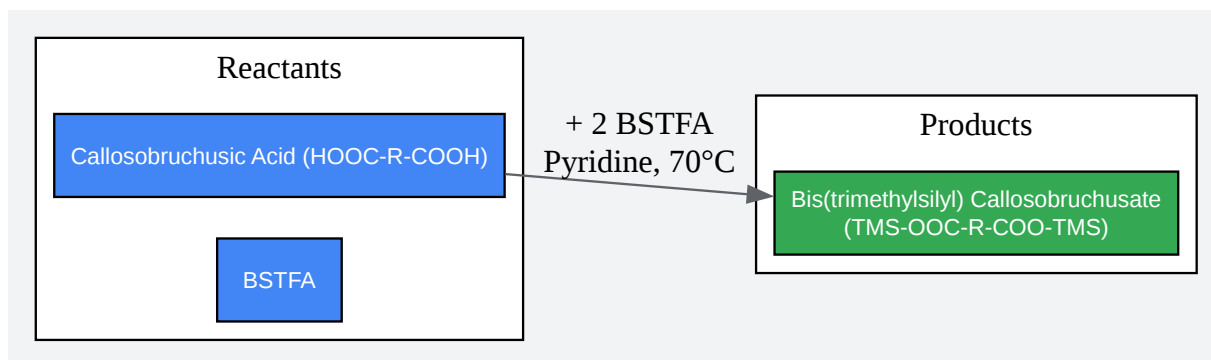 Reactants
Callosobruchusic Acid (HOOC-R-COOH)
BSTFA
+ 2 BSTFA
Pyridine, 70°C
Products
Bis(trimethylsilyl) Callosobruchusate
(TMS-OOC-R-COO-TMS)